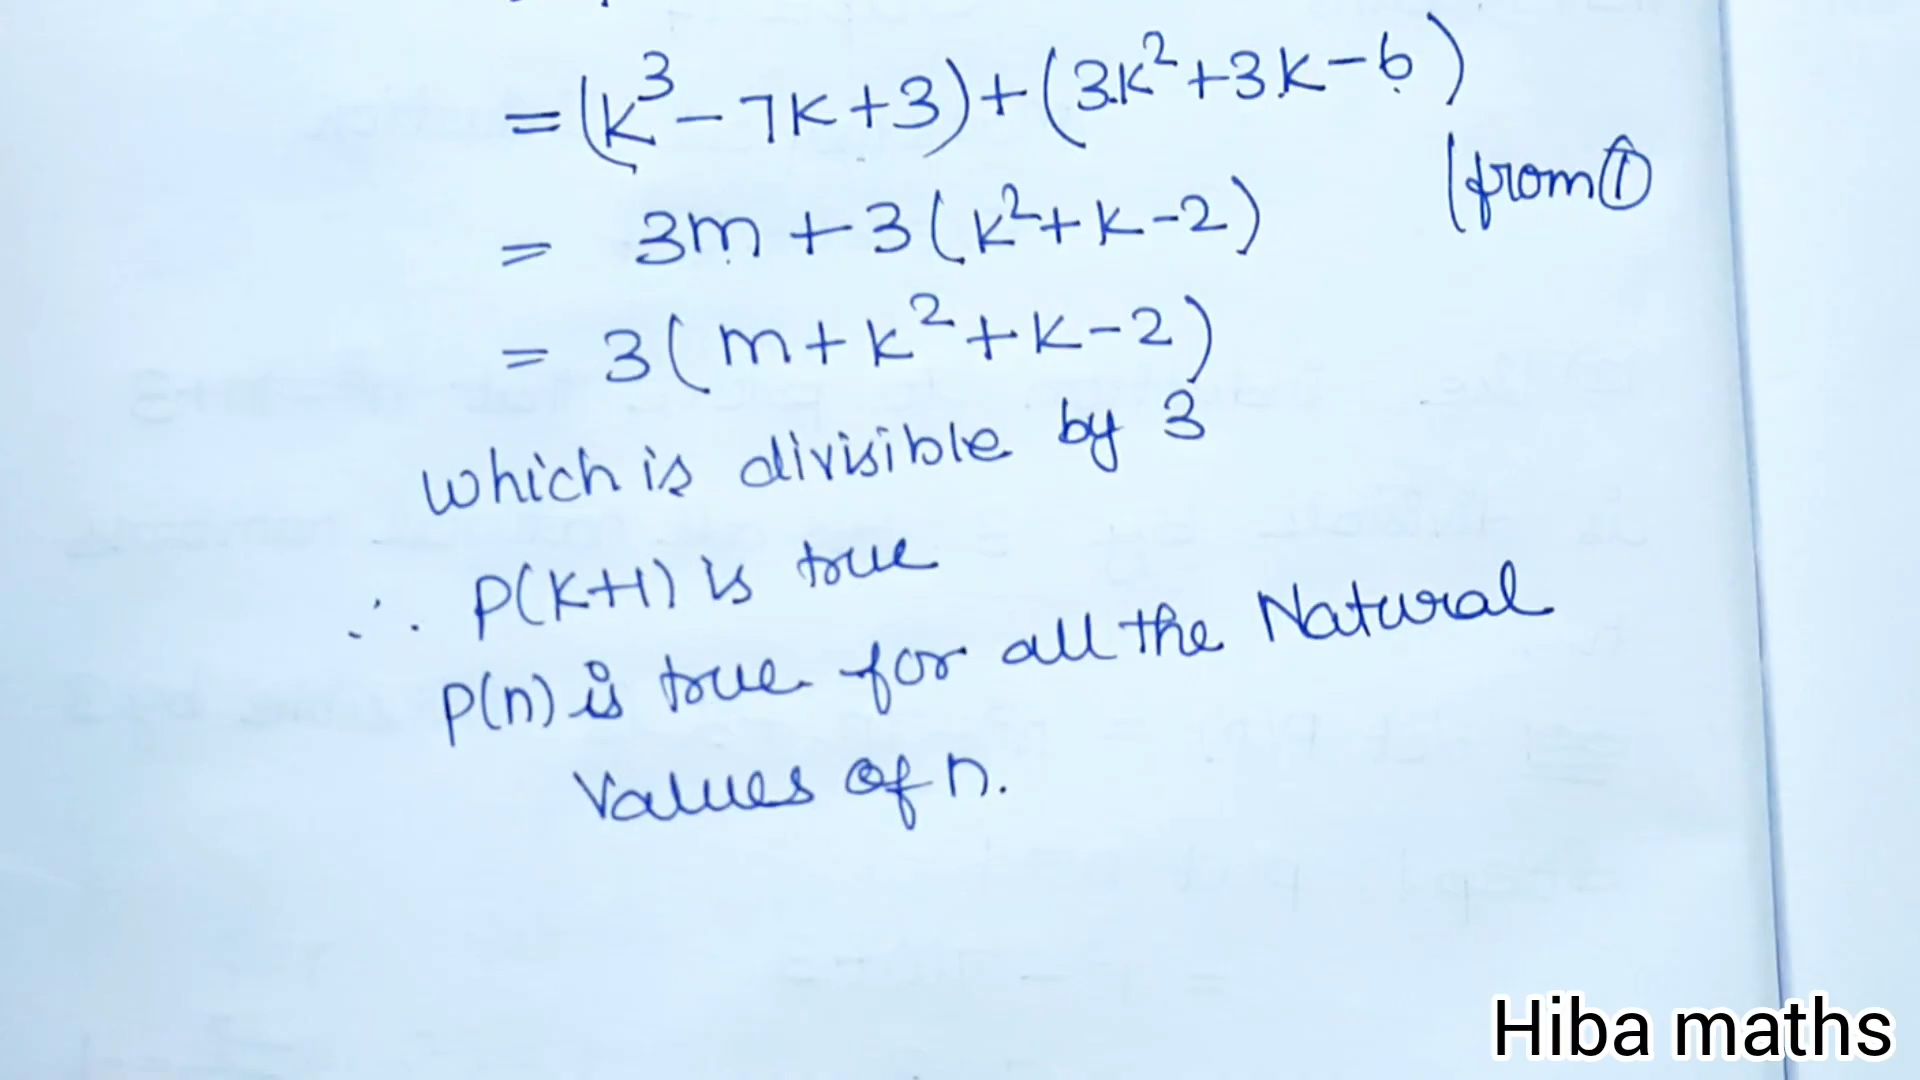 = (k³ - 7k + 3) + (3k² + 3k - 6)
(from ①
= 3m + 3(k² + k - 2)
= 3(m + k² + k - 2)
which is divisible by 3
∴ P(k+1) is true
P(n) is true for all the Natural
Values of n.
Hiba maths